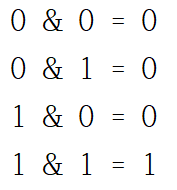 0 & 0 = 0
0 & 1 = 0
1 & 0 = 0
1 & 1 = 1